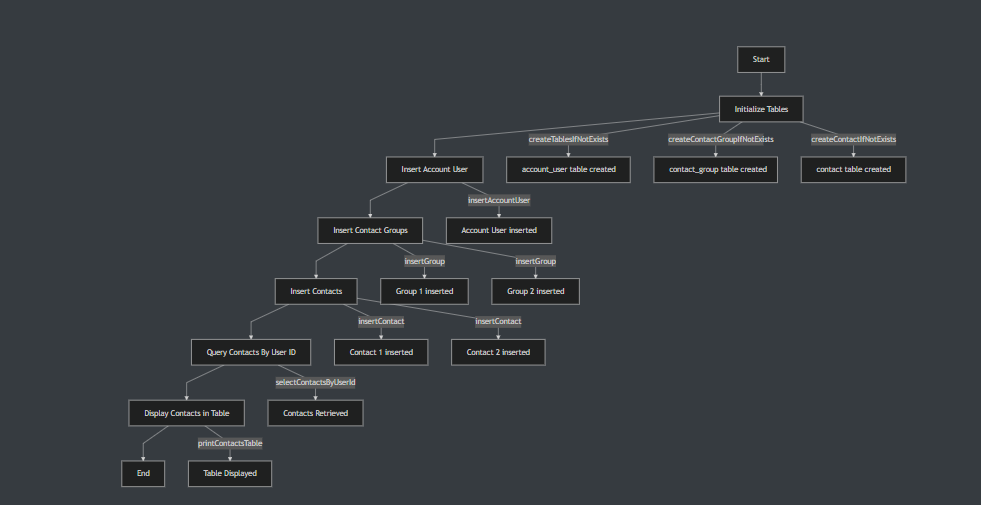 Start
Initialize Tables
createTablesIfNotExists
createContactGroupIfNotExists
createContactIfNotExists
Insert Account User
account_user table created
contact_group table created
contact table created
insertAccountUser
Insert Contact Groups
Account User inserted
insertGroup
insertGroup
Insert Contacts
Group 1 inserted
Group 2 inserted
insertContact
insertContact
Query Contacts By User ID
Contact 1 inserted
Contact 2 inserted
selectContactsByUserId
Display Contacts in Table
Contacts Retrieved
printContactsTable
End
Table Displayed